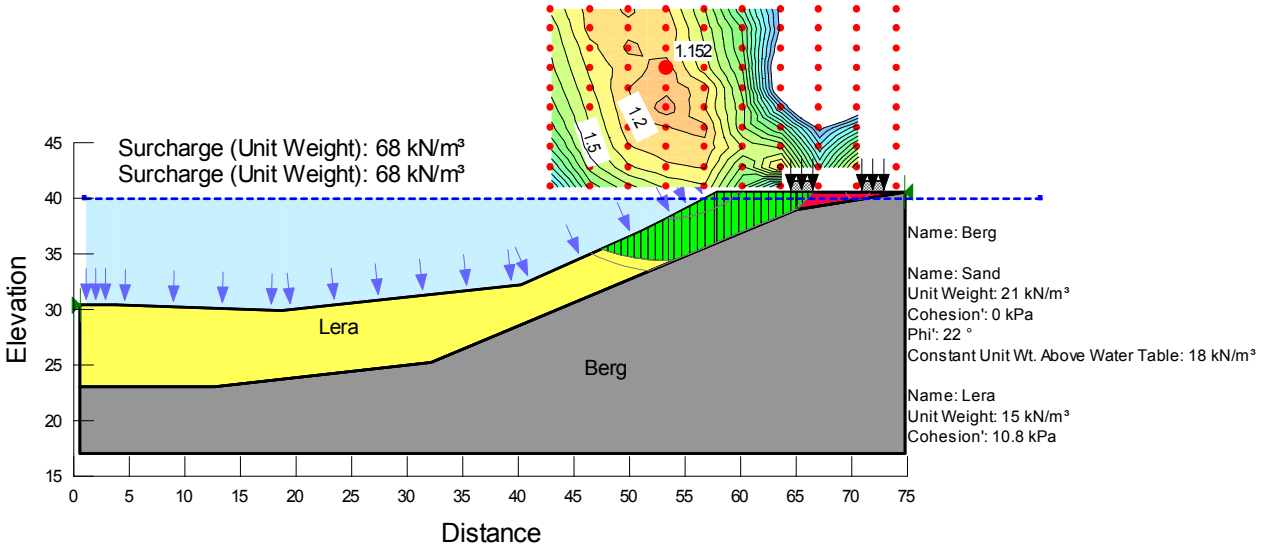 1.152
1.2
1.5
Surcharge (Unit Weight): 68 kN/m³
Surcharge (Unit Weight): 68 kN/m³
45
40
35
30
25
20
15
Elevation
Lera
Berg
Name: Berg
Name: Sand
Unit Weight: 21 kN/m³
Cohesion': 0 kPa
Phi': 22 °
Constant Unit Wt. Above Water Table: 18 kN/m³
Name: Lera
Unit Weight: 15 kN/m³
Cohesion': 10.8 kPa
0 5 10 15 20 25 30 35 40 45 50 55 60 65 70 75
Distance